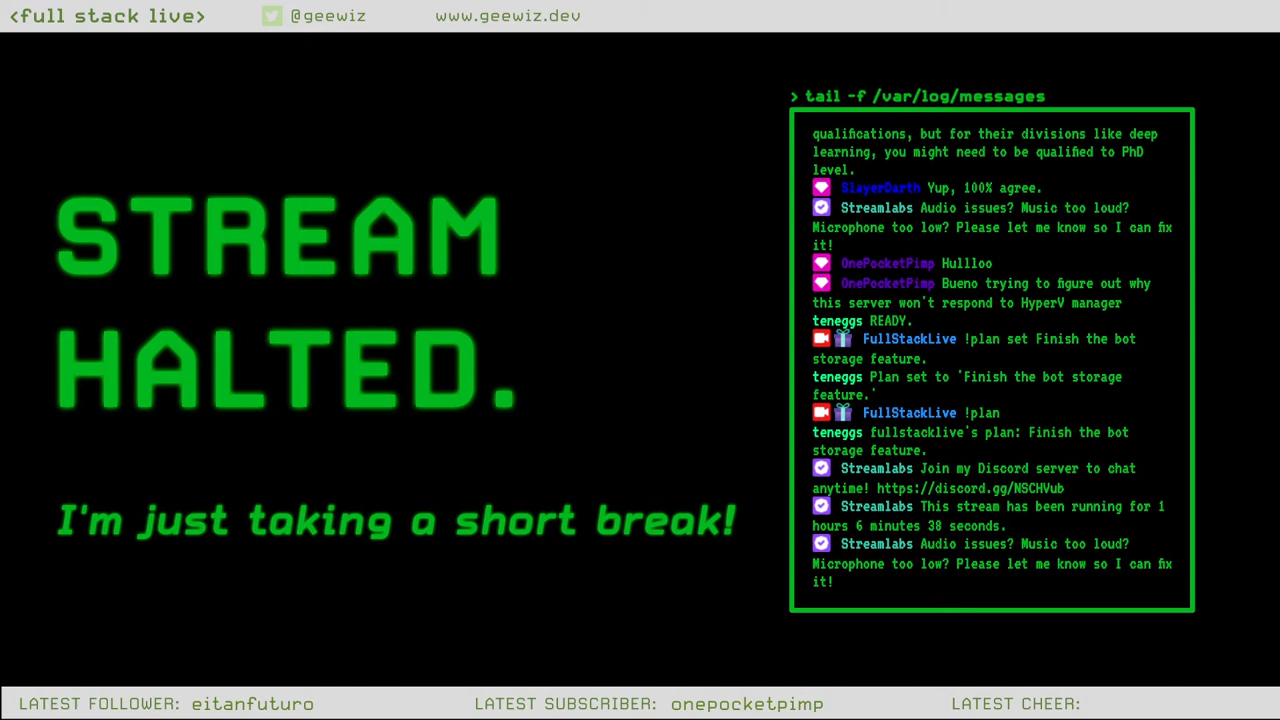 <full stack live> @geewiz www.geewiz.dev
> tail -f /var/log/messages
qualifications, but for their divisions like deep
learning, you might need to be qualified to PhD
level.
SlayerDarth Yup, 100% agree.
Streamlabs Audio issues? Music too loud?
Microphone too low? Please let me know so I can fix
it!
OnePocketPimp Hullloo
OnePocketPimp Bueno trying to figure out why
this server won't respond to HyperV manager
teneggs READY.
FullStackLive !plan set Finish the bot
storage feature.
teneggs Plan set to 'Finish the bot storage
feature.'
FullStackLive !plan
teneggs fullstacklive's plan: Finish the bot
storage feature.
Streamlabs Join my Discord server to chat
anytime! https://discord.gg/NSCHVub
Streamlabs This stream has been running for 1
hours 6 minutes 38 seconds.
Streamlabs Audio issues? Music too loud?
Microphone too low? Please let me know so I can fix
it!
STREAM
HALTED.
I'm just taking a short break!
LATEST FOLLOWER: eitanfuturo LATEST SUBSCRIBER: onepocketpimp LATEST CHEER: